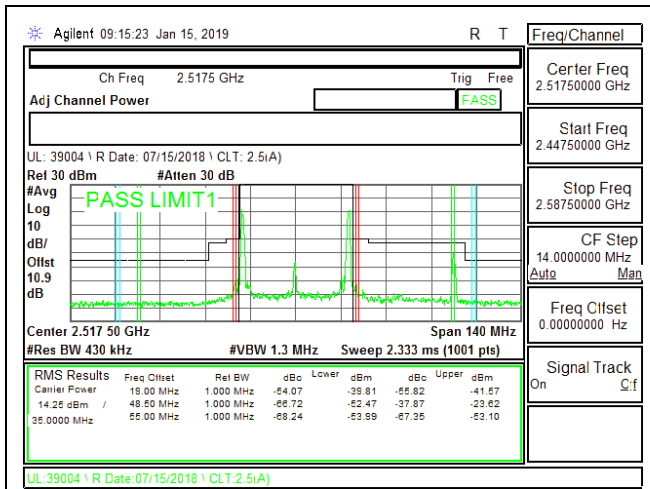 Agilent 09:15:23 Jan 15, 2019 R T
Freq/Channel
Ch Freq 2.5175 GHz Trig Free
Adj Channel Power PASS
UL: 39004 \ R Date: 07/15/2018 \ CLT: 2.5(A)
Ref 30 dBm #Atten 30 dB
#Avg
Log
10
dB/
Offst
10.9
dB
PASS LIMIT1
Center 2.517 50 GHz Span 140 MHz
#Res BW 430 kHz #VBW 1.3 MHz Sweep 2.333 ms (1001 pts)
RMS Results Freq Offset Ref BW dBc Lower dBm dBc Upper dBm
Carrier Power 19.00 MHz 1.000 MHz -54.07 -39.81 -55.82 -41.57
14.25 dBm / 48.50 MHz 1.000 MHz -66.72 -52.47 -37.87 -23.62
35.0000 MHz 55.00 MHz 1.000 MHz -68.24 -53.99 -67.35 -53.10
UL:39004 \ R Date:07/15/2018 \ CLT:2.5(A)
Center Freq
2.51750000 GHz
Start Freq
2.44750000 GHz
Stop Freq
2.58750000 GHz
CF Step
14.0000000 MHz
Auto Man
Freq Offset
0.00000000 Hz
Signal Track
On Off